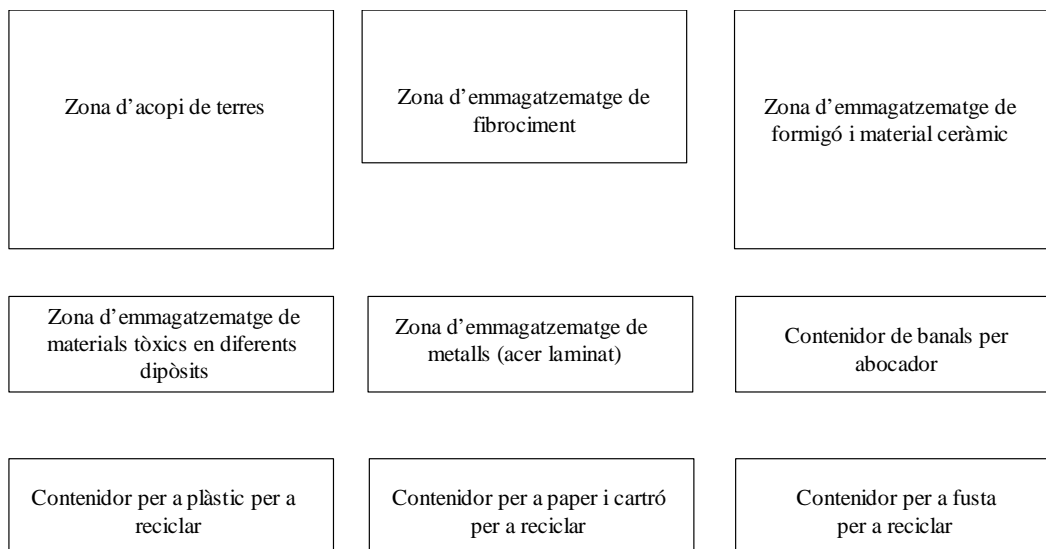 Zona d’acopi de terres
Zona d’emmagatzematge de
fibrociment
Zona d’emmagatzematge de
formigó i material ceràmic
Zona d’emmagatzematge de
materials tòxics en diferents
dipòsits
Zona d’emmagatzematge de
metalls (acer laminat)
Contenidor de banals per
abocador
Contenidor per a plàstic per a
reciclar
Contenidor per a paper i cartró
per a reciclar
Contenidor per a fusta
per a reciclar